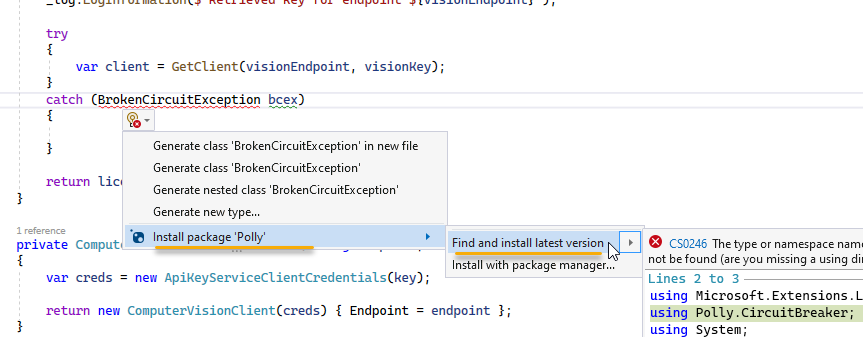 _log.LogInformation($"Retrieved key for endpoint ${visionEndpoint}");
try
{
var client = GetClient(visionEndpoint, visionKey);
}
catch (BrokenCircuitException bcex)
{
Generate class 'BrokenCircuitException' in new file
}
Generate class 'BrokenCircuitException'
return lice
Generate nested class 'BrokenCircuitException'
}
Generate new type...
1 reference
Install package 'Polly'
private Compute
Find and install latest version
CS0246 The type or namespace name
{
Install with package manager...
not be found (are you missing a using dir
var creds = new ApiKeyServiceClientCredentials(key);
Lines 2 to 3
using Microsoft.Extensions.L
return new ComputerVisionClient(creds) { Endpoint = endpoint };
using Polly.CircuitBreaker;
}
using System;